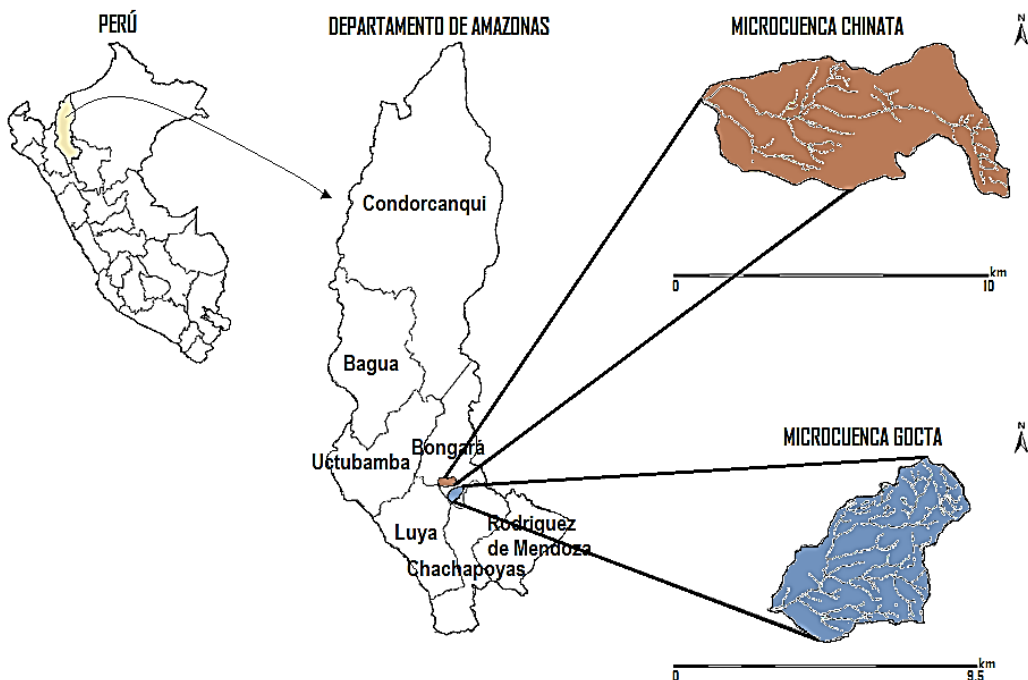 PERÚ
DEPARTAMENTO DE AMAZONAS
MICROCUENCA CHINATA
N
Condorcanqui
km
0
10
Bagua
Bongará
Uctubamba
MICROCUENCA GOCTA
N
Luya
Rodriguez
de Mendoza
Chachapoyas
km
0
9.5